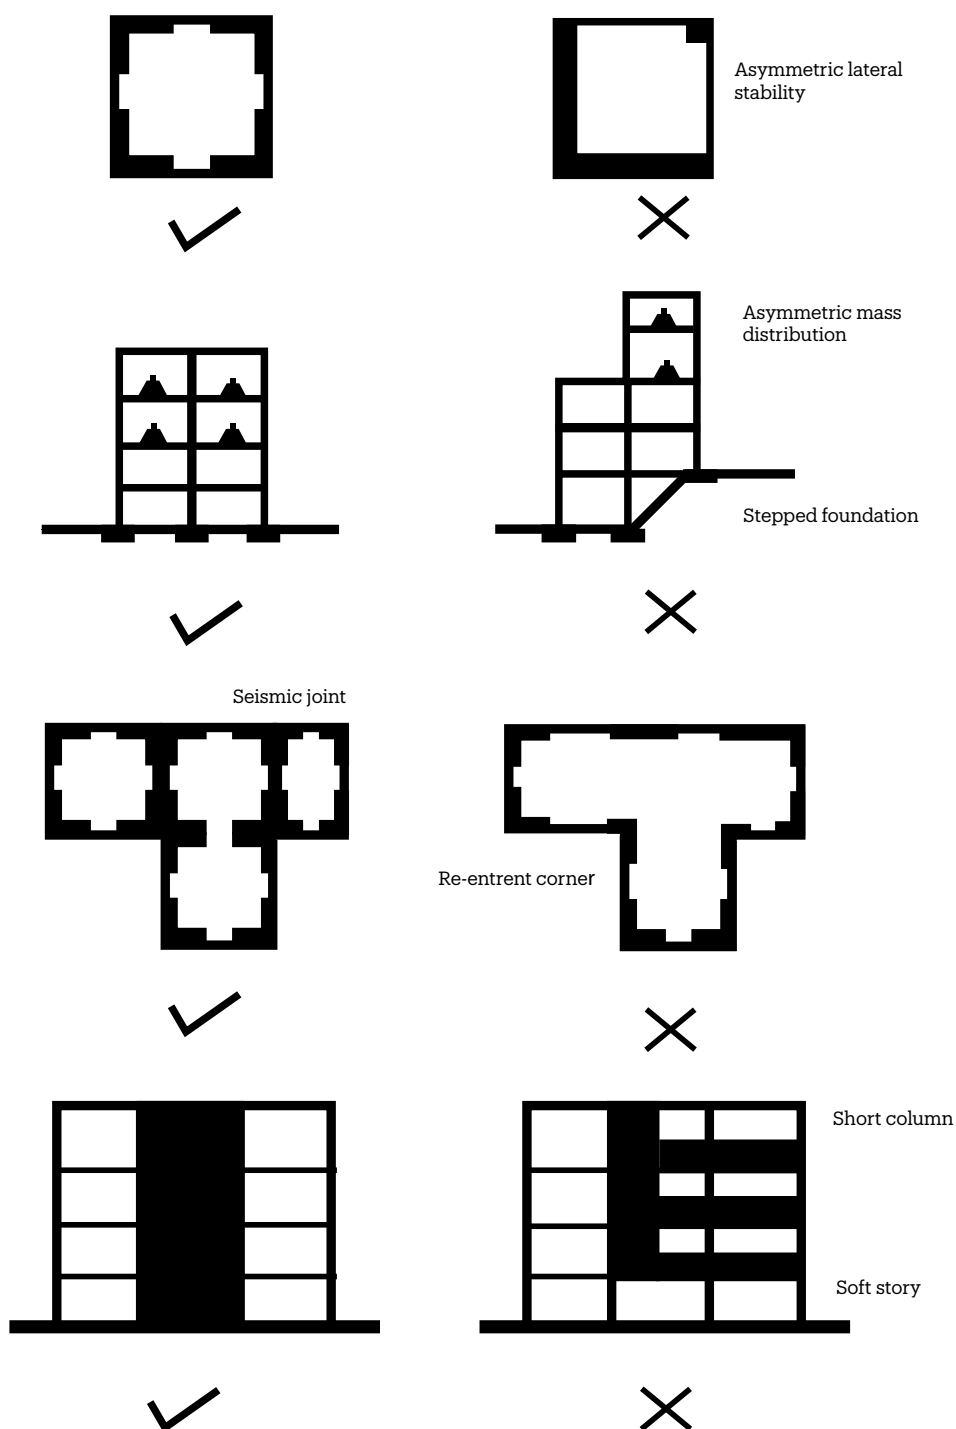 Asymmetric lateral
stability
Asymmetric mass
distribution
Stepped foundation
Seismic joint
Re-entrent corner
Short column
Soft story